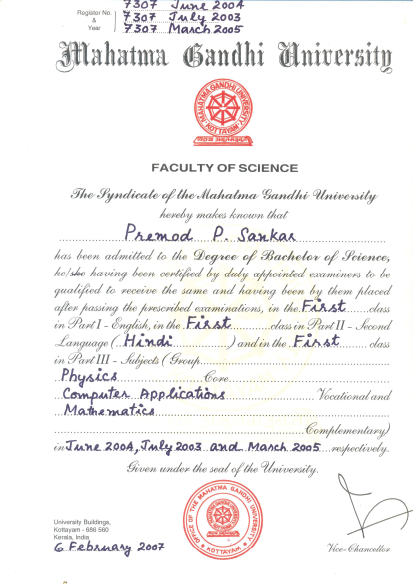 Register No. & Year
7307 June 2004
7307 July 2003
7307 March 2005
Mahatma Gandhi University
MAHATMA GANDHI UNIVERSITY
KOTTAYAM
FACULTY OF SCIENCE
The Syndicate of the Mahatma Gandhi University
hereby makes known that
Premod P. Sankar
has been admitted to the Degree of Bachelor of Science,
he/she having been certified by duly appointed examiners to be
qualified to receive the same and having been by them placed
after passing the prescribed examinations, in the First class
in Part I - English, in the First class in Part II - Second
Language (Hindi) and in the First class
in Part III - Subjects (Group
Physics Core
Computer Applications Vocational and
Mathematics
Complementary)
in June 2004, July 2003 and March 2005 respectively.
Given under the seal of the University.
OFFICE OF THE MAHATMA GANDHI UNIVERSITY
KOTTAYAM
University Buildings,
Kottayam - 686 560
Kerala, India
6 February 2007
Vice-Chancellor